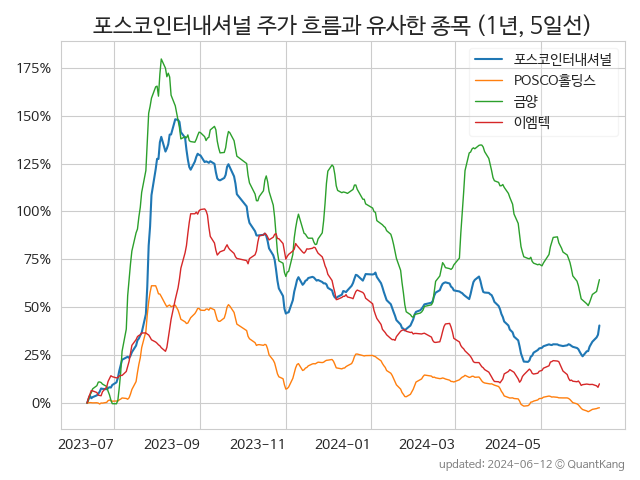 포스코인터내셔널 주가 흐름과 유사한 종목 (1년, 5일선)
포스코인터내셔널
POSCO홀딩스
금양
이엠텍
175%
150%
125%
100%
75%
50%
25%
0%
2023-07 2023-09 2023-11 2024-01 2024-03 2024-05
updated: 2024-06-12 © QuantKang